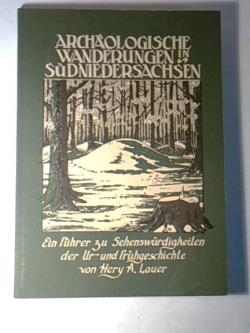 ARCHÄOLOGISCHE
WANDERUNGEN IN
SÜDNIEDERSACHSEN
Ein Führer zu Sehenswürdigkeiten
der Ur- und Frühgeschichte
von Hery A. Lauer